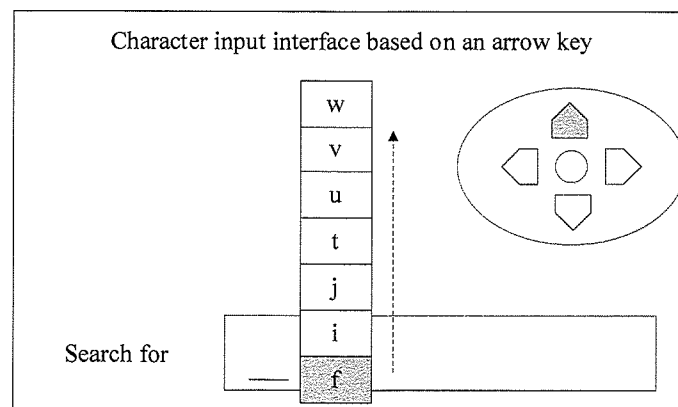 Character input interface based on an arrow key
w
v
u
t
j
i
Search for
f